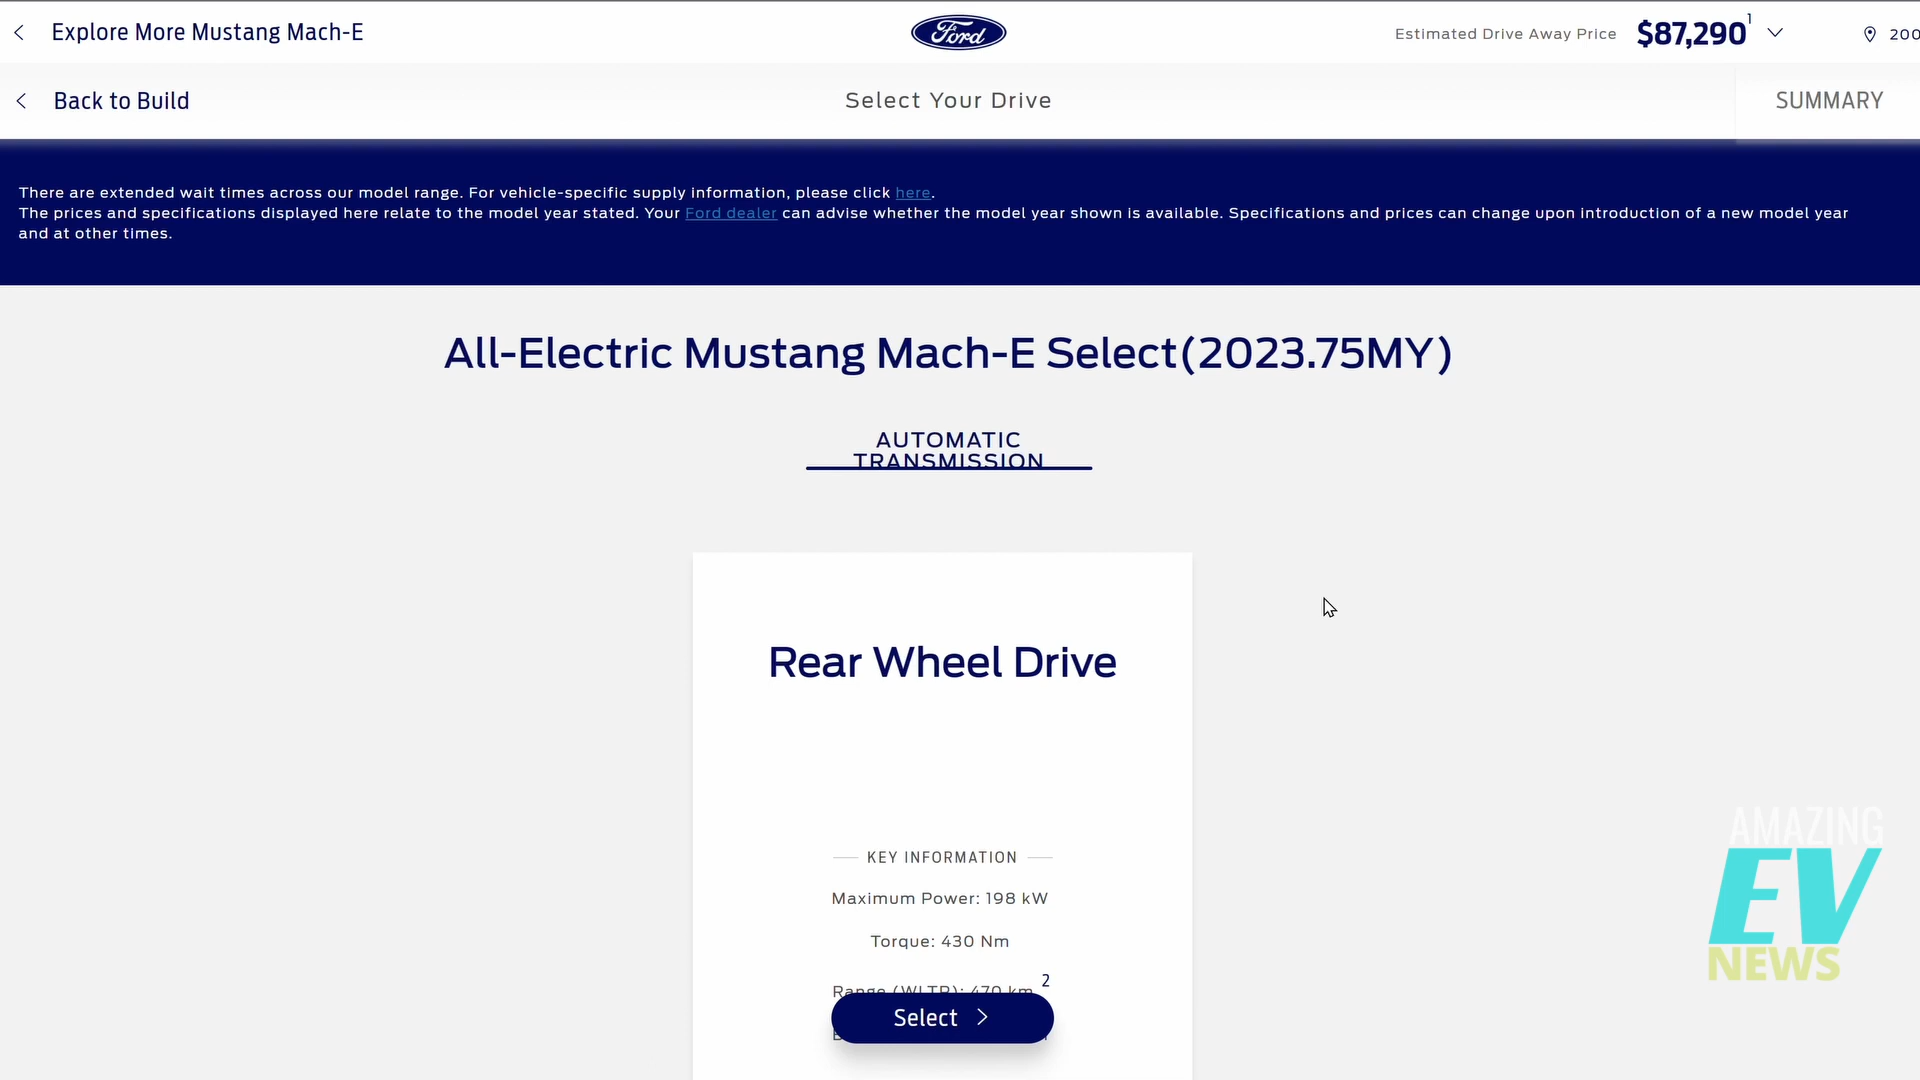 Explore More Mustang Mach-E
Ford
Estimated Drive Away Price $87,290 1
200
Back to Build
Select Your Drive
SUMMARY
There are extended wait times across our model range. For vehicle-specific supply information, please click here.
The prices and specifications displayed here relate to the model year stated. Your Ford dealer can advise whether the model year shown is available. Specifications and prices can change upon introduction of a new model year
and at other times.
All-Electric Mustang Mach-E Select(2023.75MY)
AUTOMATIC
TRANSMISSION
Rear Wheel Drive
KEY INFORMATION
Maximum Power: 198 kW
Torque: 430 Nm
Range (WLTP): 470 km 2
Select
AMAZING
EV
NEWS